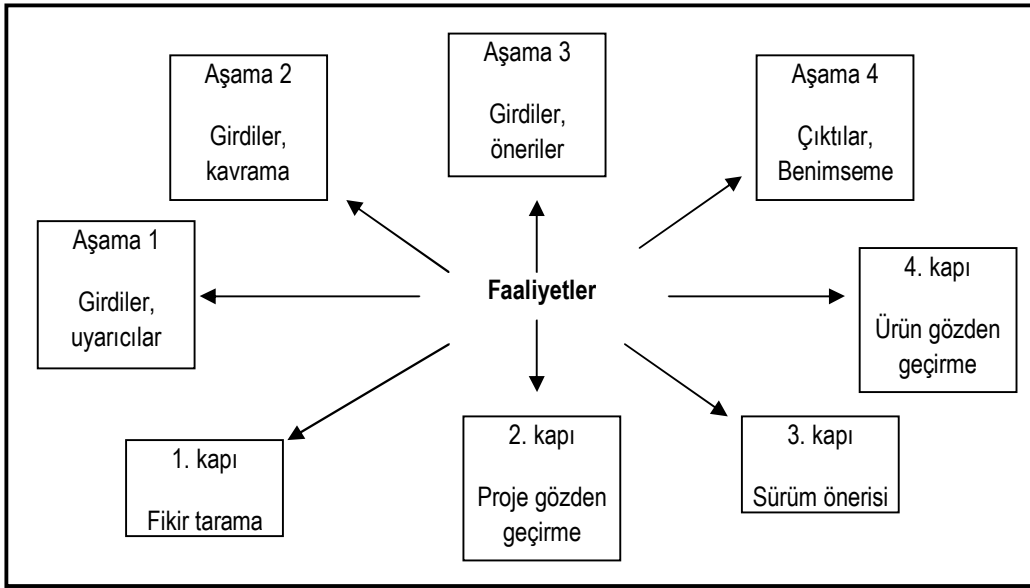 Aşama 2
Girdiler,
kavrama
Aşama 3
Girdiler,
öneriler
Aşama 4
Çıktılar,
Benimseme
Aşama 1
Girdiler,
uyarıcılar
Faaliyetler
4. kapı
Ürün gözden
geçirme
1. kapı
Fikir tarama
2. kapı
Proje gözden
geçirme
3. kapı
Sürüm önerisi